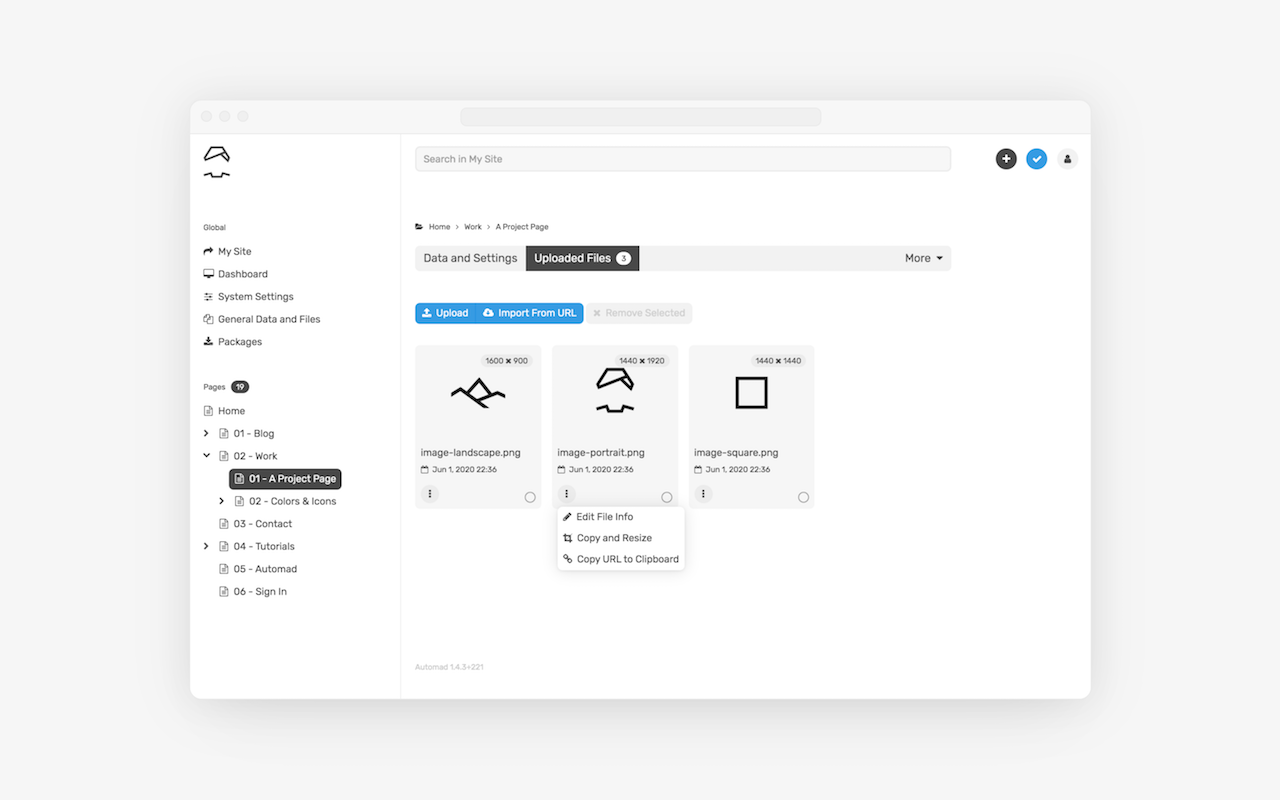 Search in My Site
Global
My Site
Dashboard
System Settings
General Data and Files
Packages
Pages 19
Home
01 - Blog
02 - Work
01 - A Project Page
02 - Colors & Icons
03 - Contact
04 - Tutorials
05 - Automad
06 - Sign In
Home › Work › A Project Page
Data and Settings Uploaded Files 3 More
Upload Import From URL Remove Selected
1600 × 900
image-landscape.png
Jun 1, 2020 22:36
1440 × 1920
image-portrait.png
Jun 1, 2020 22:36
Edit File Info
Copy and Resize
Copy URL to Clipboard
1440 × 1440
image-square.png
Jun 1, 2020 22:36
Automad 1.4.3+221